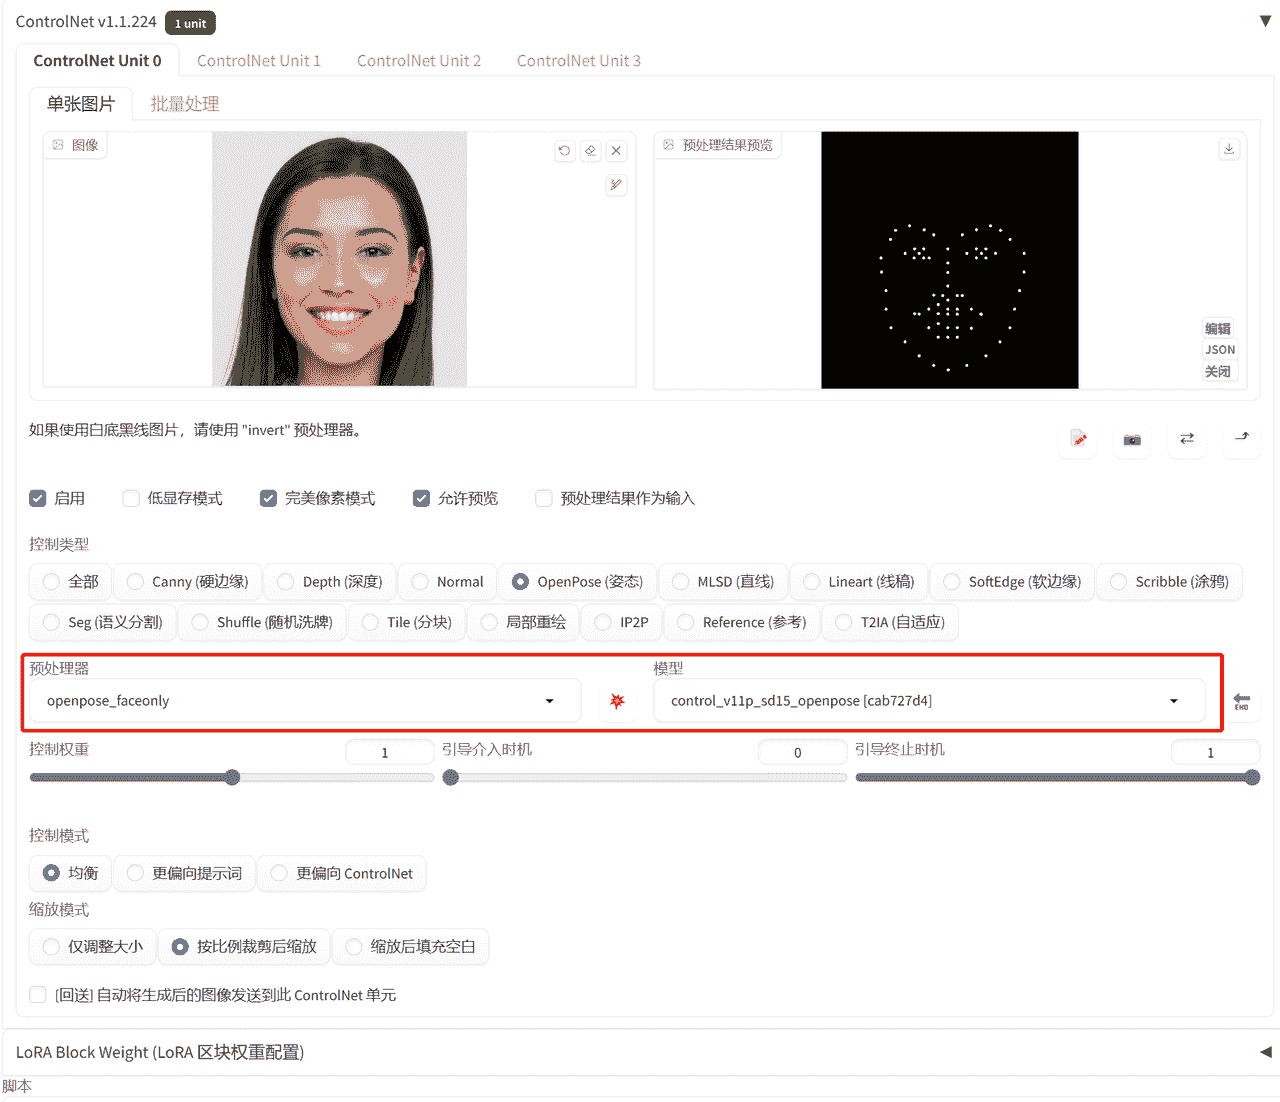 ControlNet v1.1.224 1 unit
ControlNet Unit 0 ControlNet Unit 1 ControlNet Unit 2 ControlNet Unit 3
单张图片 批量处理
图像 预处理结果预览
编辑
JSON
关闭
如果使用白底黑线图片，请使用 "invert" 预处理器。
启用 低显存模式 完美像素模式 允许预览 预处理结果作为输入
控制类型
全部 Canny (硬边缘) Depth (深度) Normal OpenPose (姿态) MLSD (直线) Lineart (线稿) SoftEdge (软边缘) Scribble (涂鸦)
Seg (语义分割) Shuffle (随机洗牌) Tile (分块) 局部重绘 IP2P Reference (参考) T2IA (自适应)
预处理器 模型
openpose_faceonly control_v11p_sd15_openpose [cab727d4]
END
控制权重 1 引导介入时机 0 引导终止时机 1
控制模式
均衡 更偏向提示词 更偏向 ControlNet
缩放模式
仅调整大小 按比例裁剪后缩放 缩放后填充空白
[回送] 自动将生成后的图像发送到此 ControlNet 单元
LoRA Block Weight (LoRA 区块权重配置)
脚本